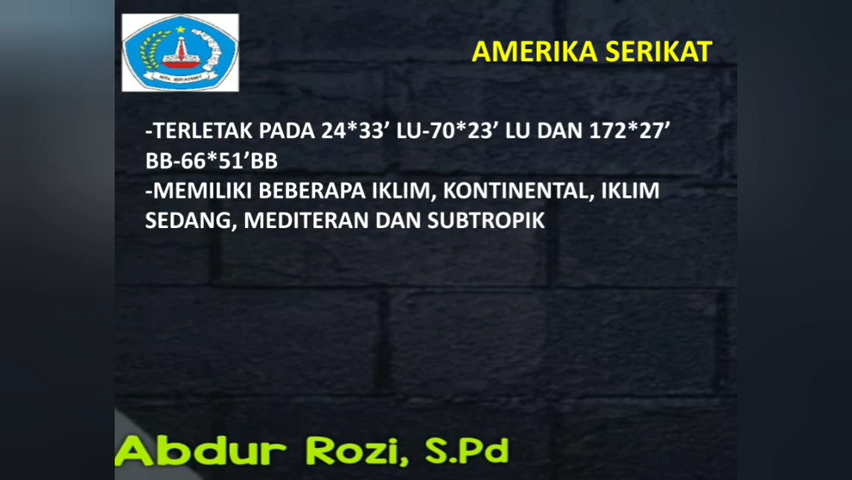 AMERIKA SERIKAT
-TERLETAK PADA 24*33’ LU-70*23’ LU DAN 172*27’
BB-66*51’BB
-MEMILIKI BEBERAPA IKLIM, KONTINENTAL, IKLIM
SEDANG, MEDITERAN DAN SUBTROPIK
Abdur Rozi, S.Pd